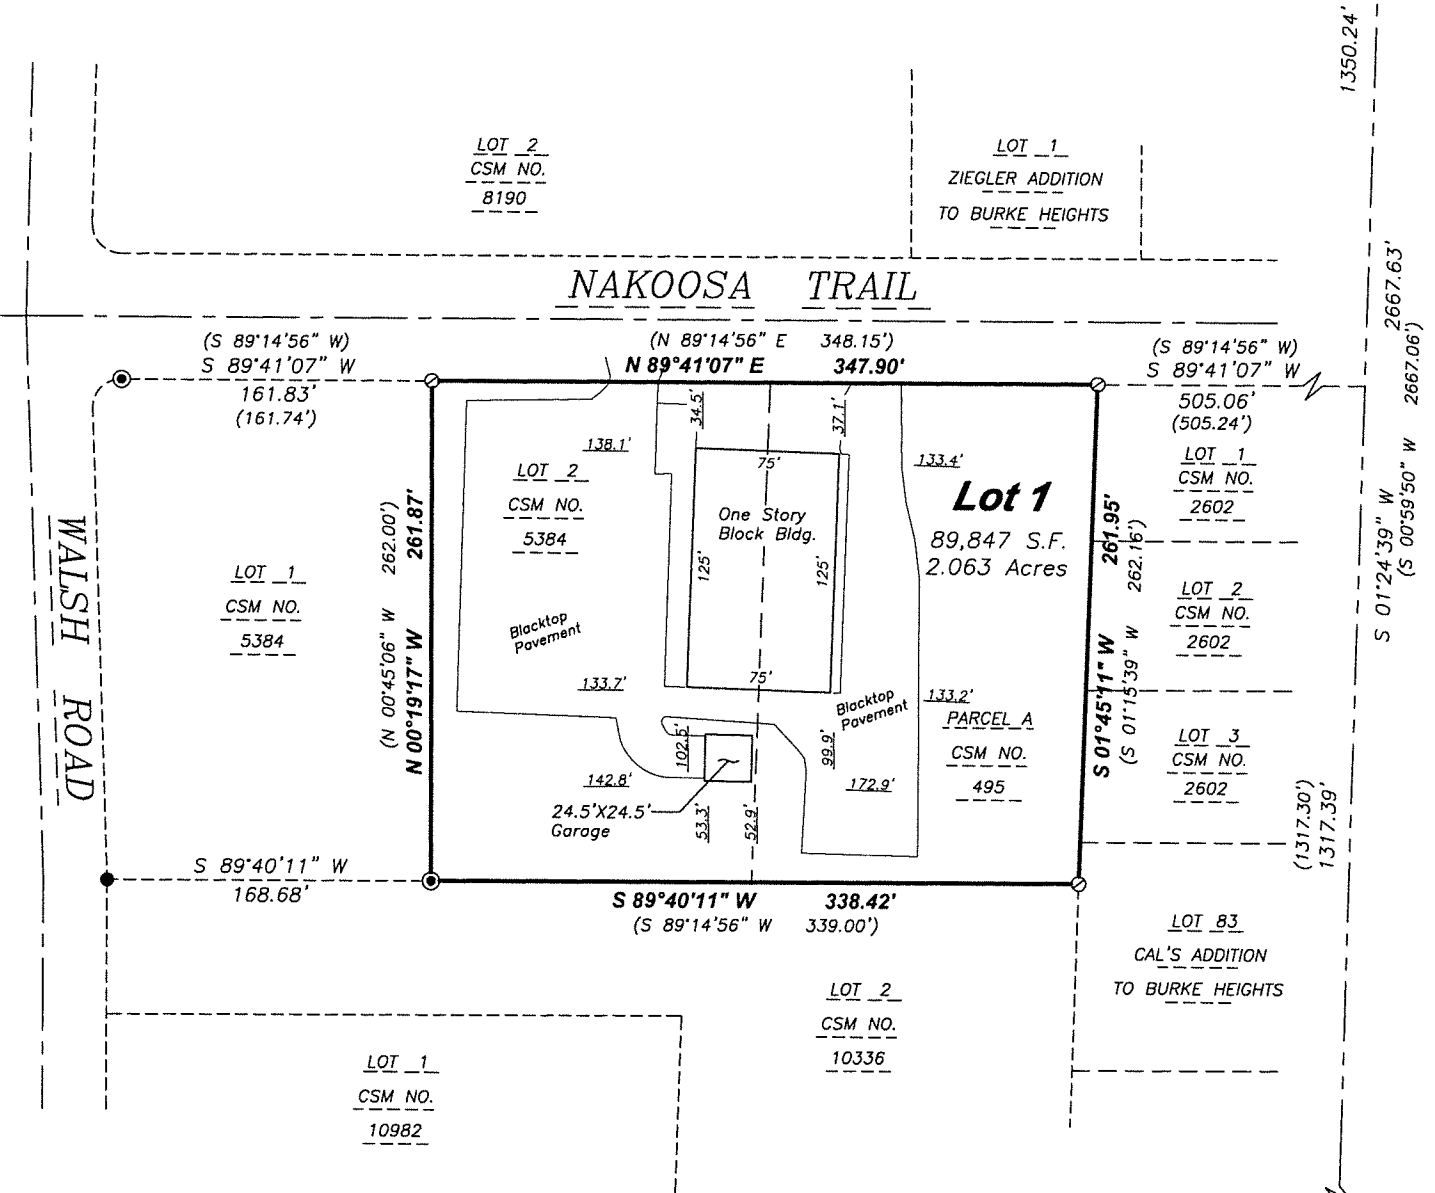 1350.24'
LOT 2
CSM NO.
8190
LOT 1
ZIEGLER ADDITION
TO BURKE HEIGHTS
NAKOOSA TRAIL
2667.63'
(S 00°59'50" W 2667.06')
S 01°24'39" W
(S 89°14'56" W)
S 89°41'07" W
161.83'
(161.74')
(N 89°14'56" E 348.15')
N 89°41'07" E 347.90'
(S 89°14'56" W)
S 89°41'07" W
505.06'
(505.24')
WALSH ROAD
LOT 1
CSM NO.
5384
(N 00°45'06" W 262.00')
N 00°19'17" W 261.87'
138.1'
LOT 2
CSM NO.
5384
Blacktop
Pavement
133.7'
34.5'
37.1'
75'
One Story
Block Bldg.
125'
125'
75'
133.4'
Lot 1
89,847 S.F.
2.063 Acres
133.2'
Blacktop
Pavement
PARCEL A
CSM NO.
495
102.5'
99.9'
142.8'
172.9'
24.5'X24.5'
Garage
53.3'
52.9'
S 01°45'11" W 261.95'
(S 01°15'39" W 262.16')
LOT 1
CSM NO.
2602
LOT 2
CSM NO.
2602
LOT 3
CSM NO.
2602
(1317.30')
1317.39'
S 89°40'11" W
168.68'
S 89°40'11" W 338.42'
(S 89°14'56" W 339.00')
LOT 83
CAL'S ADDITION
TO BURKE HEIGHTS
LOT 2
CSM NO.
10336
LOT 1
CSM NO.
10982